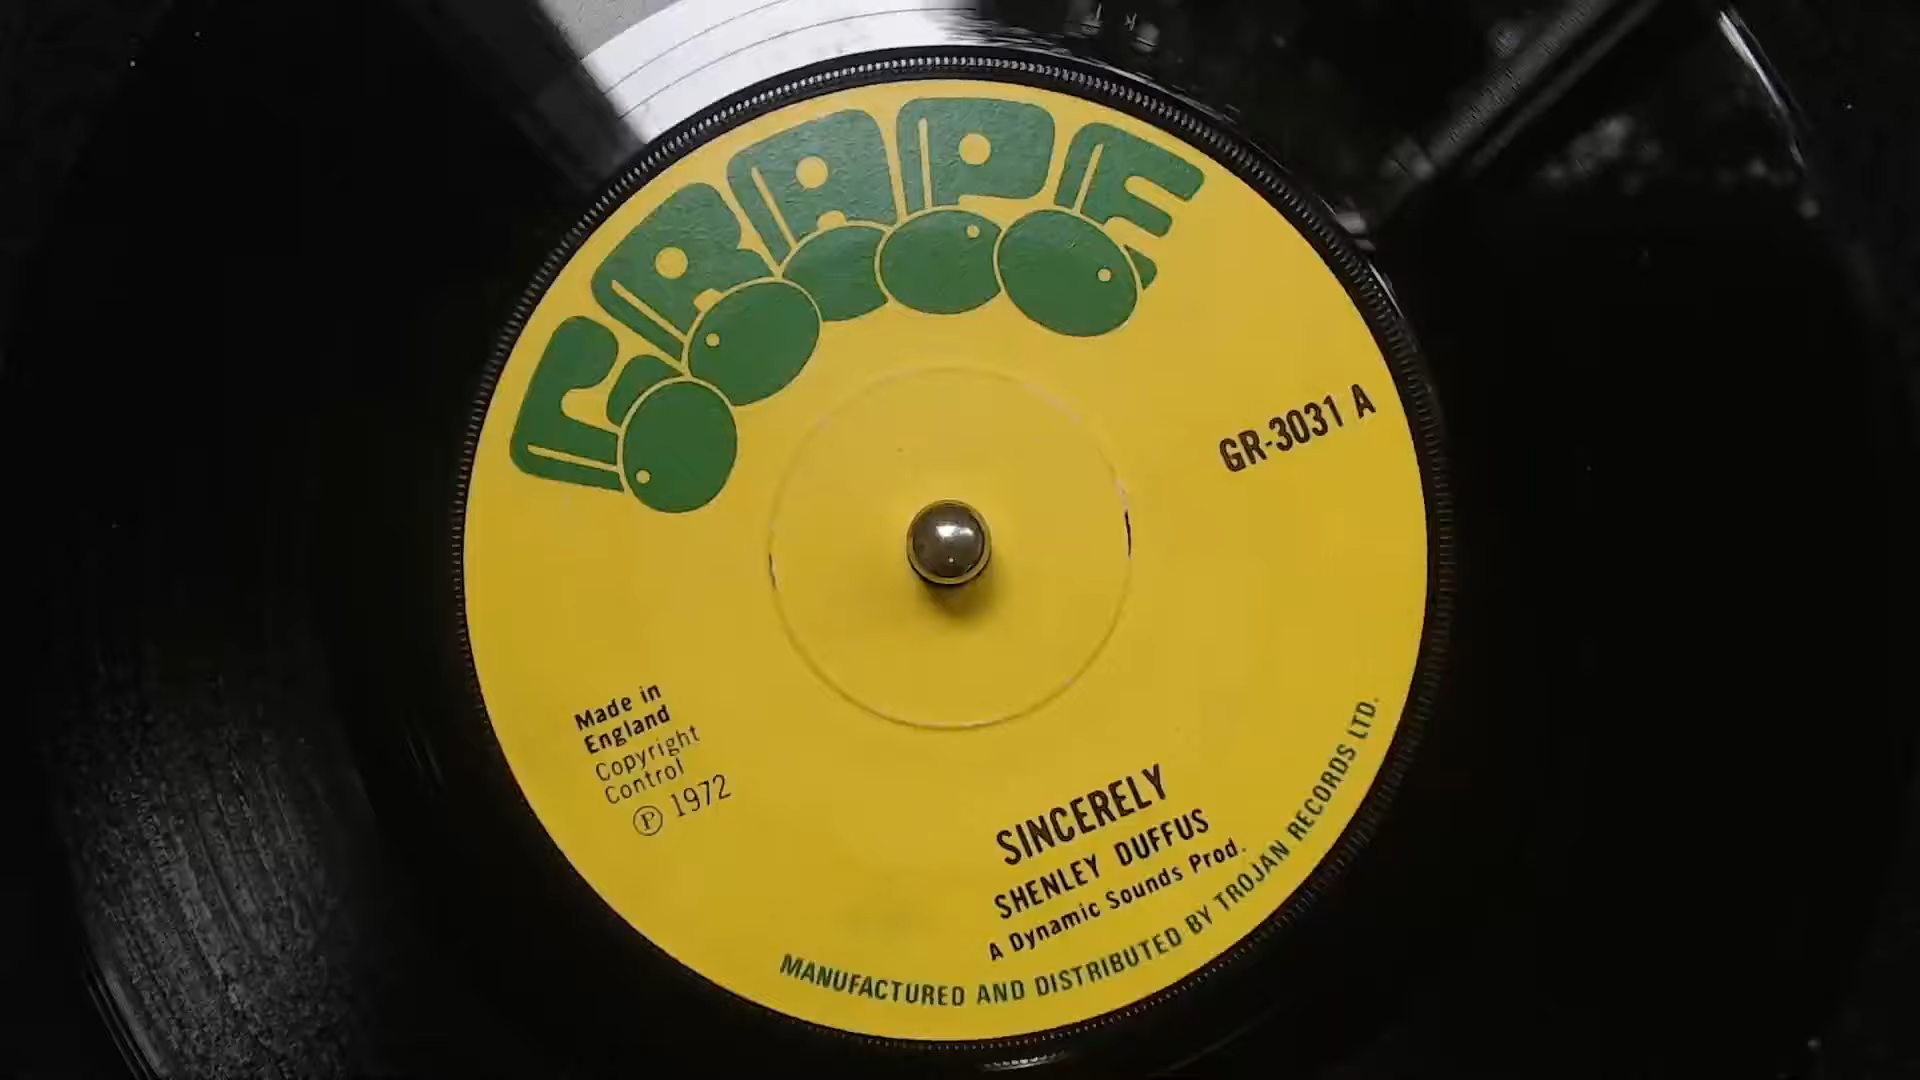 GRAPE
GR-3031 A
Made in
England
Copyright
Control
℗ 1972
SINCERELY
SHENLEY DUFFUS
A Dynamic Sounds Prod.
MANUFACTURED AND DISTRIBUTED BY TROJAN RECORDS LTD.